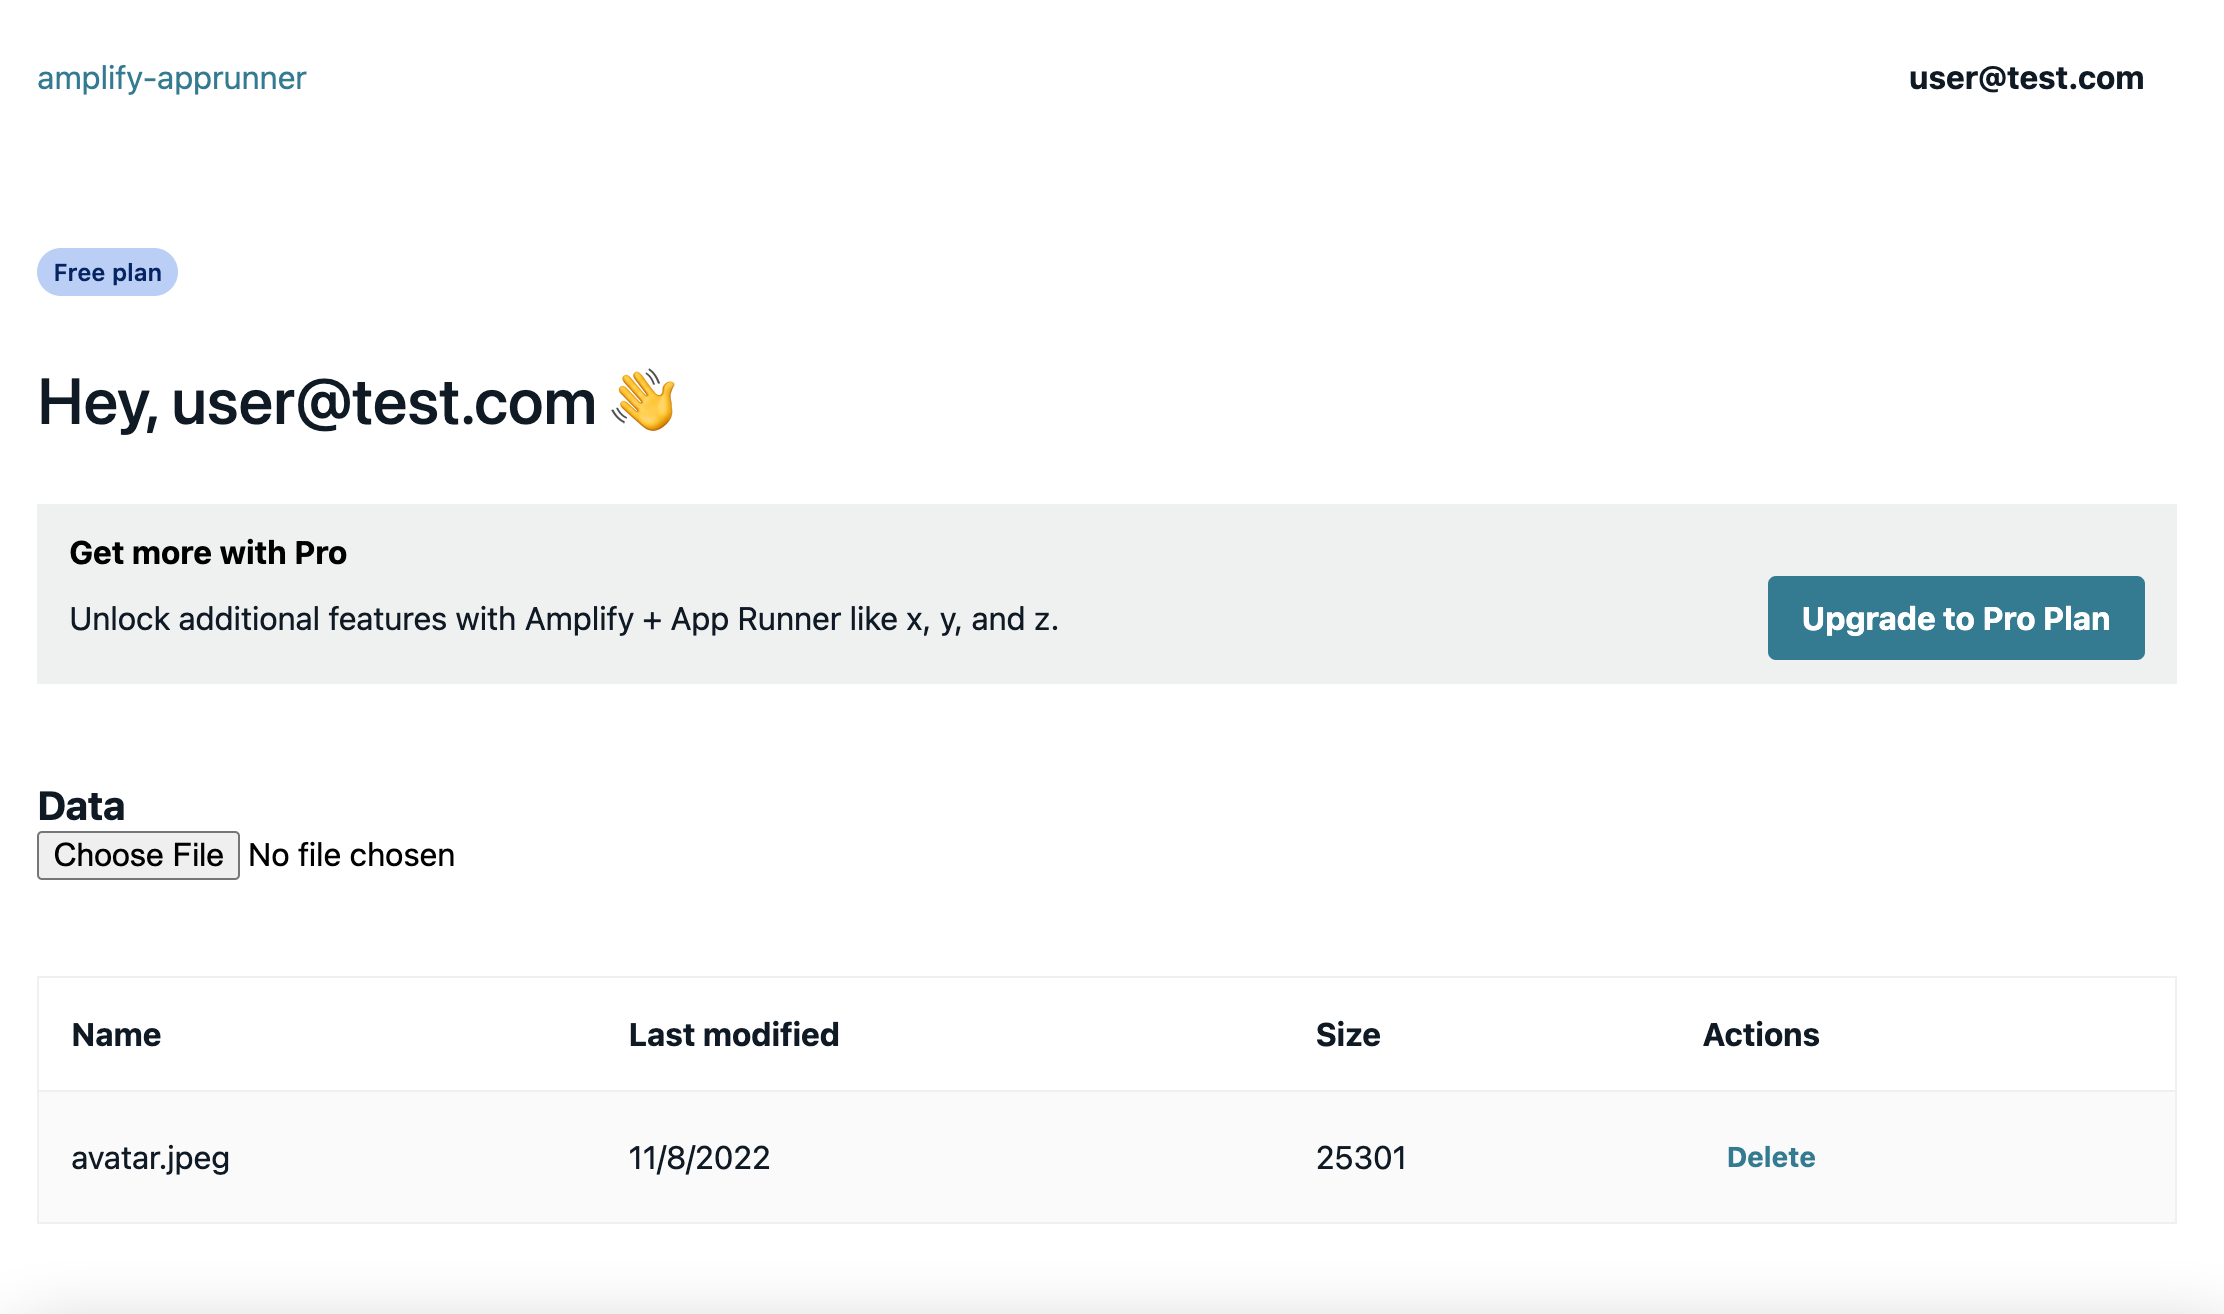 amplify-apprunner
user@test.com
Free plan
Hey, user@test.com 👋
Get more with Pro
Unlock additional features with Amplify + App Runner like x, y, and z.
Upgrade to Pro Plan
Data
Choose File No file chosen
Name Last modified Size Actions
avatar.jpeg 11/8/2022 25301 Delete